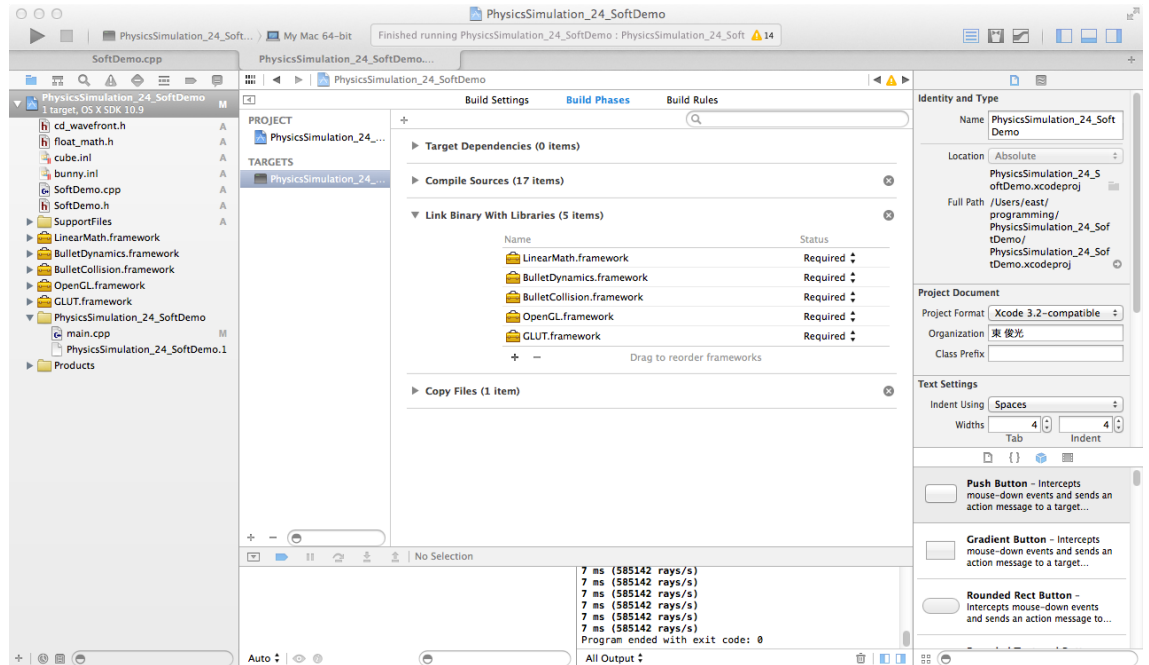 PhysicsSimulation_24_SoftDemo
PhysicsSimulation_24_Soft... My Mac 64-bit
Finished running PhysicsSimulation_24_SoftDemo : PhysicsSimulation_24_Soft 14
SoftDemo.cpp
PhysicsSimulation_24_SoftDemo....
PhysicsSimulation_24_SoftDemo
PhysicsSimulation_24_SoftDemo M
1 target, OS X SDK 10.9
cd_wavefront.h A
float_math.h A
cube.inl A
bunny.inl A
SoftDemo.cpp A
SoftDemo.h A
SupportFiles A
LinearMath.framework
BulletDynamics.framework
BulletCollision.framework
OpenGL.framework
GLUT.framework
PhysicsSimulation_24_SoftDemo
main.cpp M
PhysicsSimulation_24_SoftDemo.1
Products
Build Settings Build Phases Build Rules
PROJECT
PhysicsSimulation_24_...
TARGETS
PhysicsSimulation_24_...
Target Dependencies (0 items)
Compile Sources (17 items)
Link Binary With Libraries (5 items)
Name Status
LinearMath.framework Required
BulletDynamics.framework Required
BulletCollision.framework Required
OpenGL.framework Required
GLUT.framework Required
Drag to reorder frameworks
Copy Files (1 item)
No Selection
7 ms (585142 rays/s)
7 ms (585142 rays/s)
7 ms (585142 rays/s)
7 ms (585142 rays/s)
7 ms (585142 rays/s)
7 ms (585142 rays/s)
Program ended with exit code: 0
Auto
All Output
Identity and Type
Name PhysicsSimulation_24_Soft
Demo
Location Absolute
PhysicsSimulation_24_S
oftDemo.xcodeproj
Full Path /Users/east/
programming/
PhysicsSimulation_24_Sof
tDemo/
PhysicsSimulation_24_Sof
tDemo.xcodeproj
Project Document
Project Format Xcode 3.2-compatible
Organization 東 俊光
Class Prefix
Text Settings
Indent Using Spaces
Widths 4 4
Tab Indent
Push Button - Intercepts
mouse-down events and sends an
action message to a target...
Gradient Button - Intercepts
mouse-down events and sends an
action message to a target...
Rounded Rect Button -
Intercepts mouse-down events
and sends an action message to...